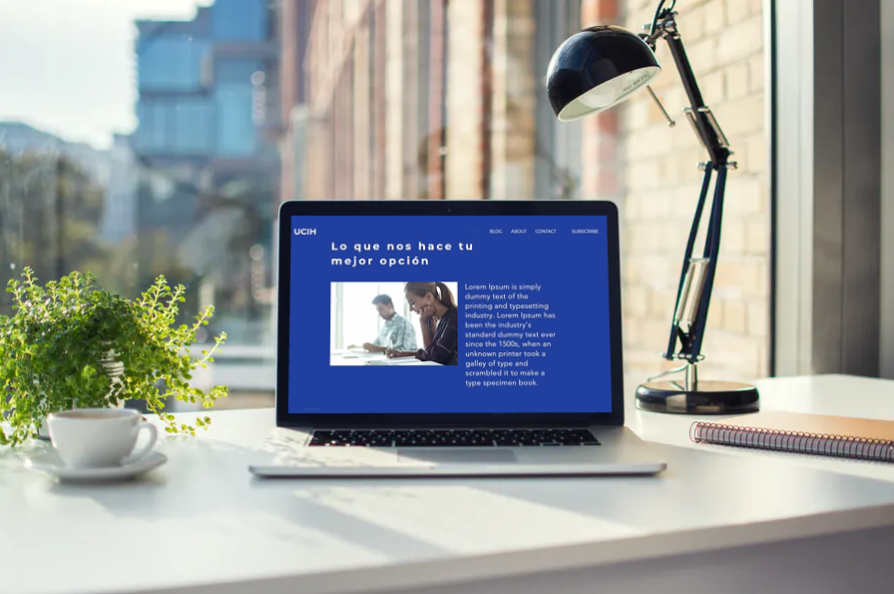 UCIH
BLOG ABOUT CONTACT SUBSCRIBE
Lo que nos hace tu
mejor opción
Lorem Ipsum is simply
dummy text of the
printing and typesetting
industry. Lorem Ipsum has
been the industry's
standard dummy text ever
since the 1500s, when an
unknown printer took a
galley of type and
scrambled it to make a
type specimen book.